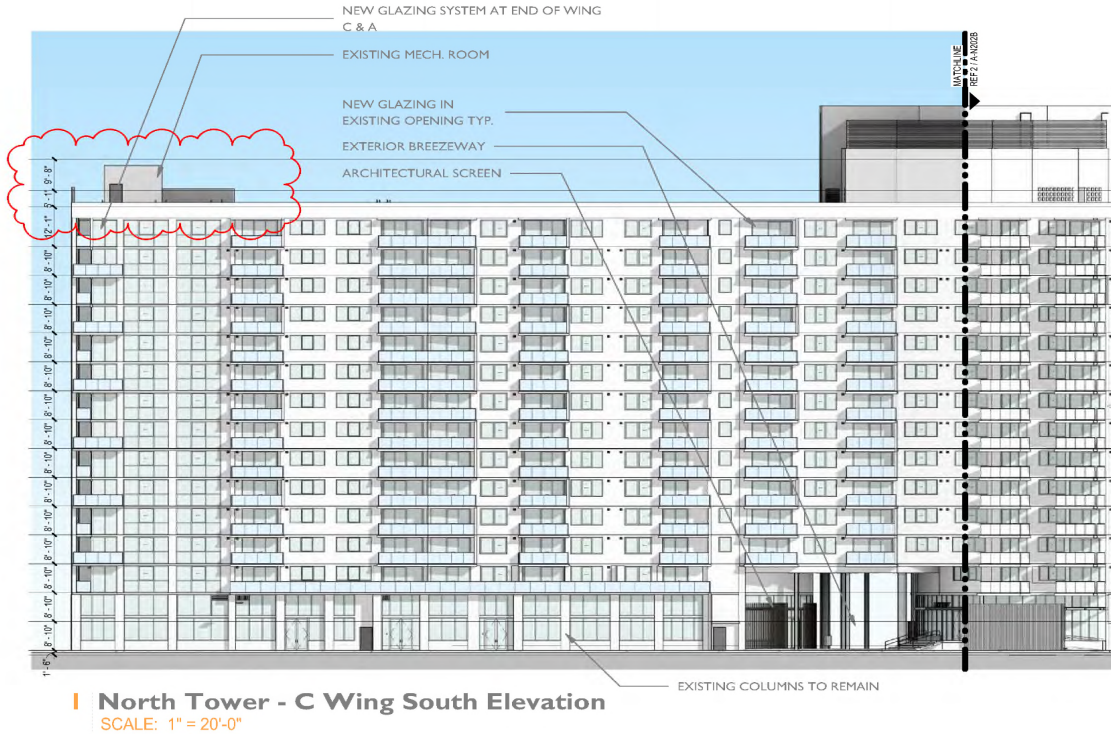 NEW GLAZING SYSTEM AT END OF WING
C & A
EXISTING MECH. ROOM
NEW GLAZING IN
EXISTING OPENING TYP.
EXTERIOR BREEZEWAY
ARCHITECTURAL SCREEN
MATCHLINE
REF 2 / A-N202B
9'-8"
5'-1"
12'-1"
8'-10"
8'-10"
8'-10"
8'-10"
8'-10"
8'-10"
8'-10"
8'-10"
8'-10"
8'-10"
8'-10"
8'-10"
8'-10"
8'-10"
1'-6"
EXISTING COLUMNS TO REMAIN
1 North Tower - C Wing South Elevation
SCALE: 1" = 20'-0"